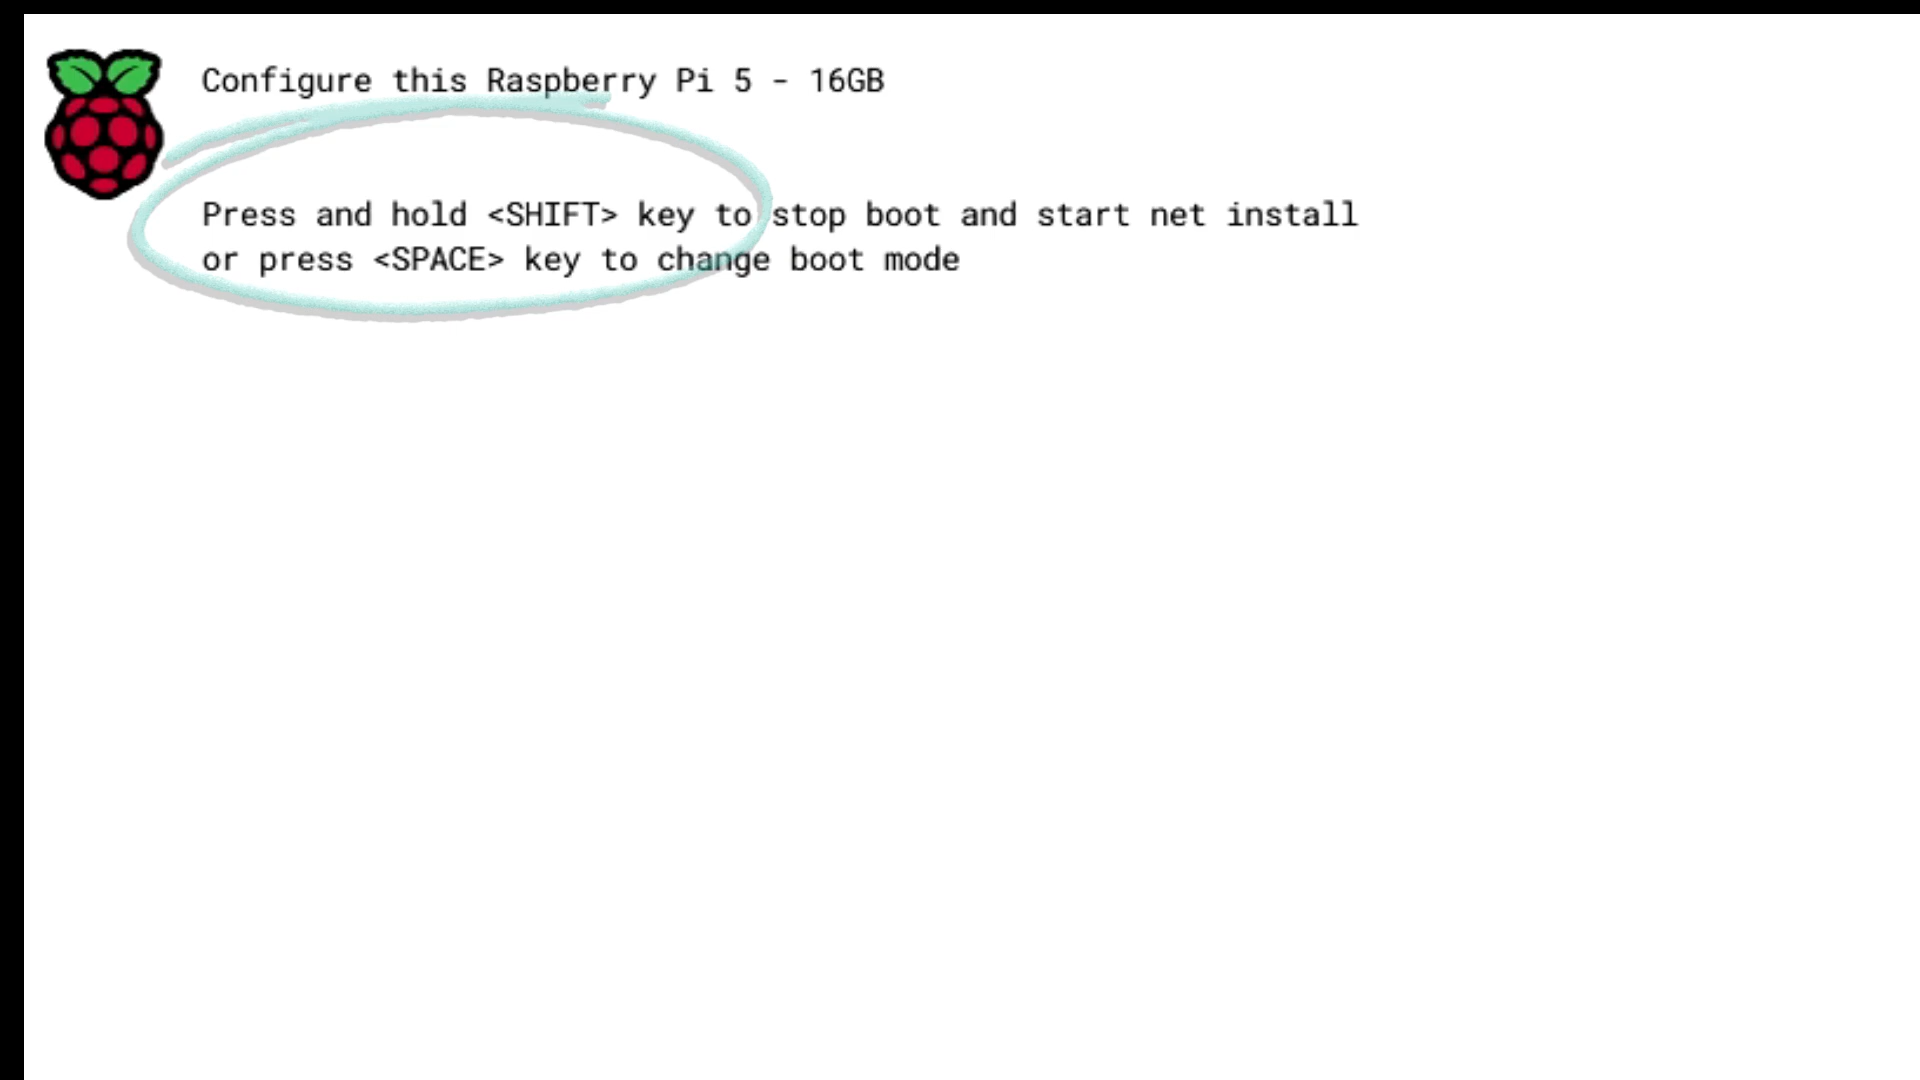 Configure this Raspberry Pi 5 - 16GB
Press and hold <SHIFT> key to stop boot and start net install
or press <SPACE> key to change boot mode